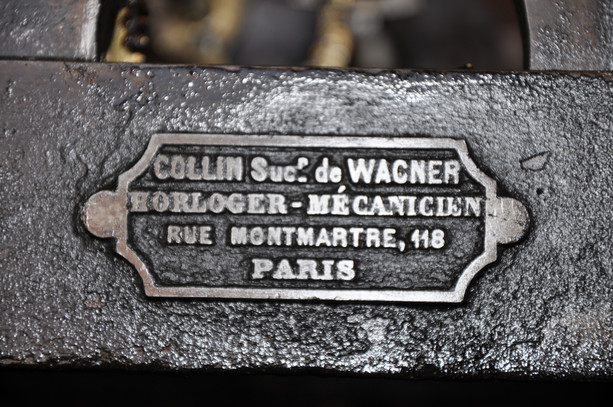 COLLIN Sucr. de WAGNER
HORLOGER-MÉCANICIEN
RUE MONTMARTRE, 118
PARIS